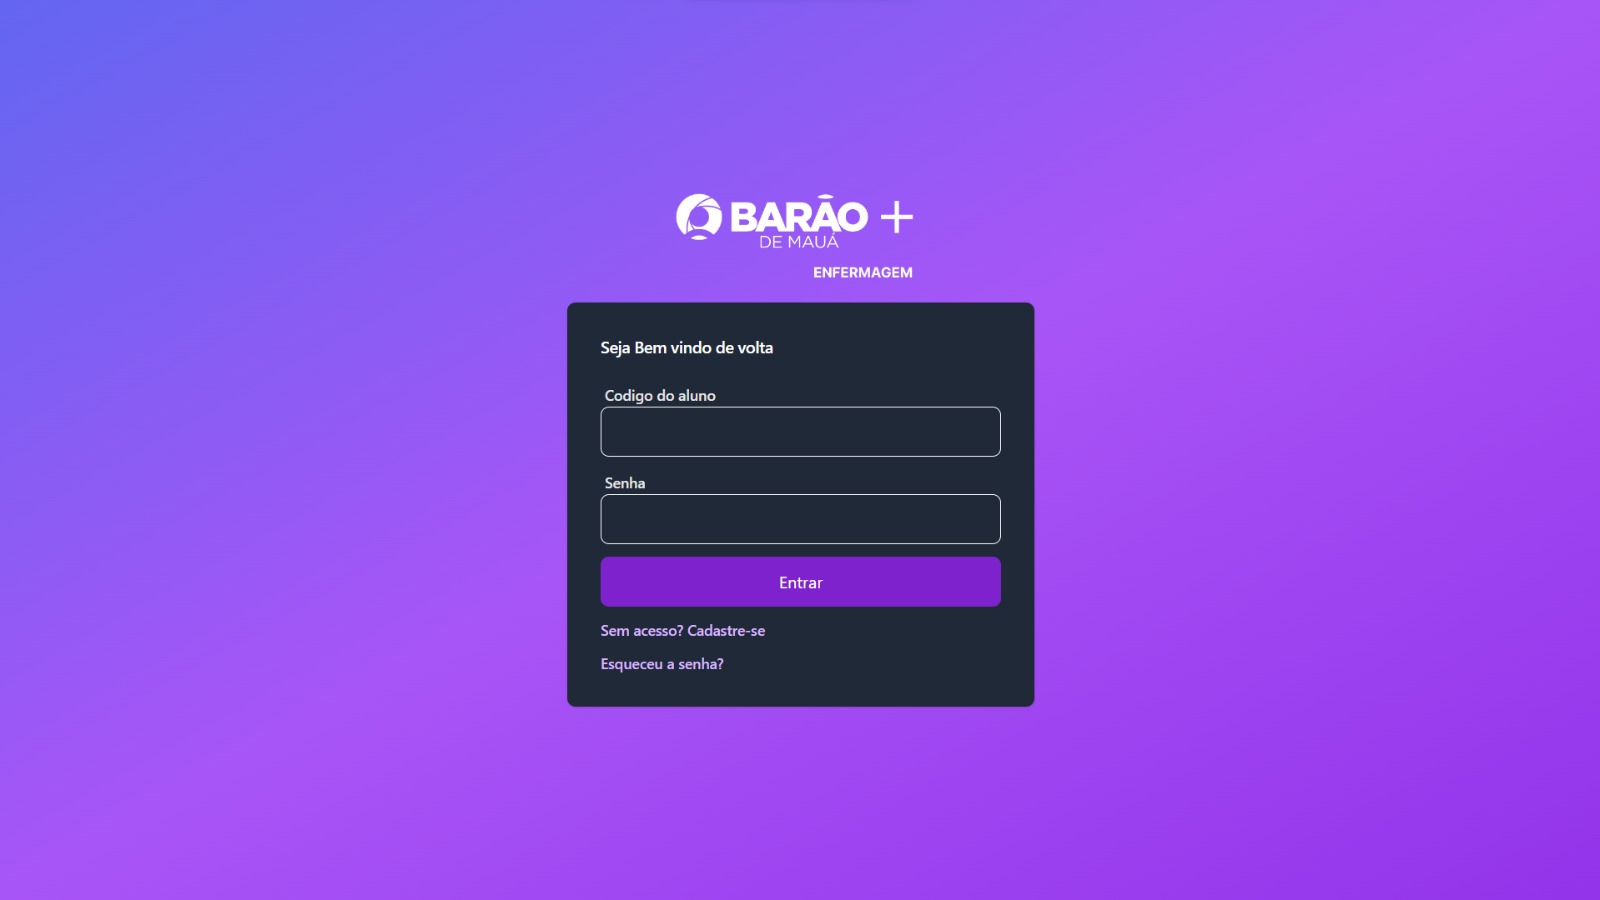 BARÃO +
DE MAUÁ
ENFERMAGEM
Seja Bem vindo de volta
Codigo do aluno
Senha
Entrar
Sem acesso? Cadastre-se
Esqueceu a senha?